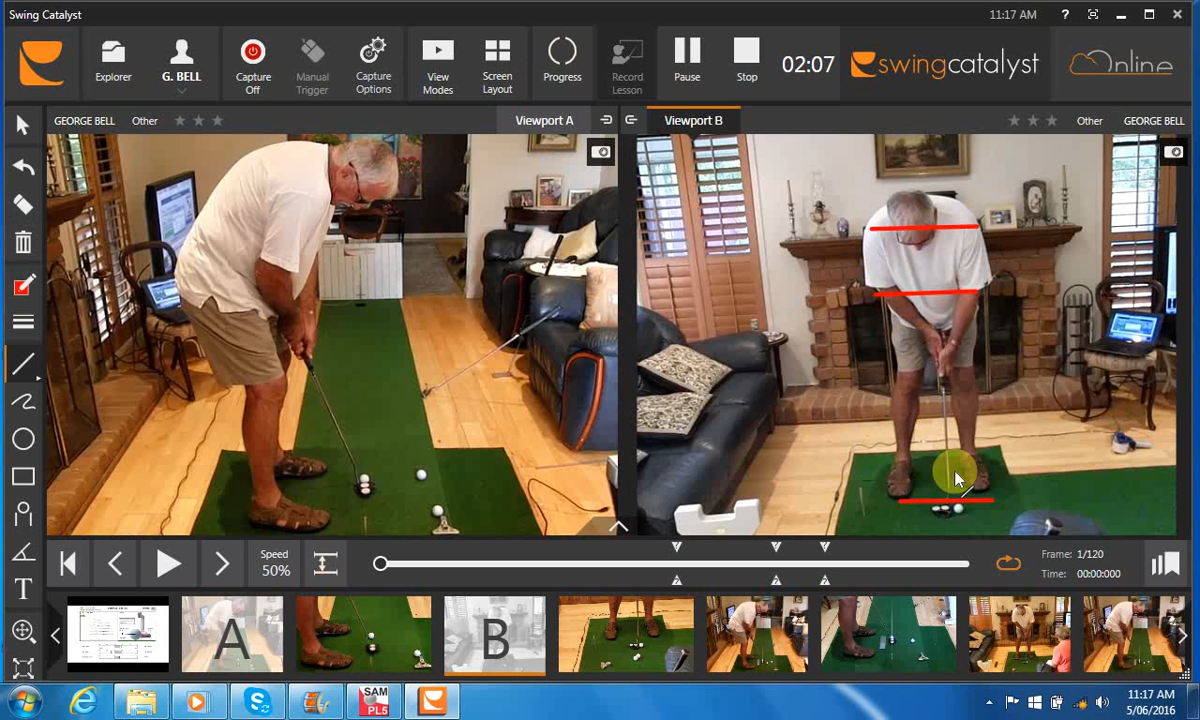 Swing Catalyst
11:17 AM
?
Explorer
G. BELL
Capture
Off
Manual
Trigger
Capture
Options
View
Modes
Screen
Layout
Progress
Record
Lesson
Pause
Stop
02:07
swingcatalyst
Online
GEORGE BELL
Other
Viewport A
Viewport B
Other
GEORGE BELL
T
Speed
50%
Frame: 1/120
Time: 00:00:000
A
B
SAM
PL5
11:17 AM
5/06/2016